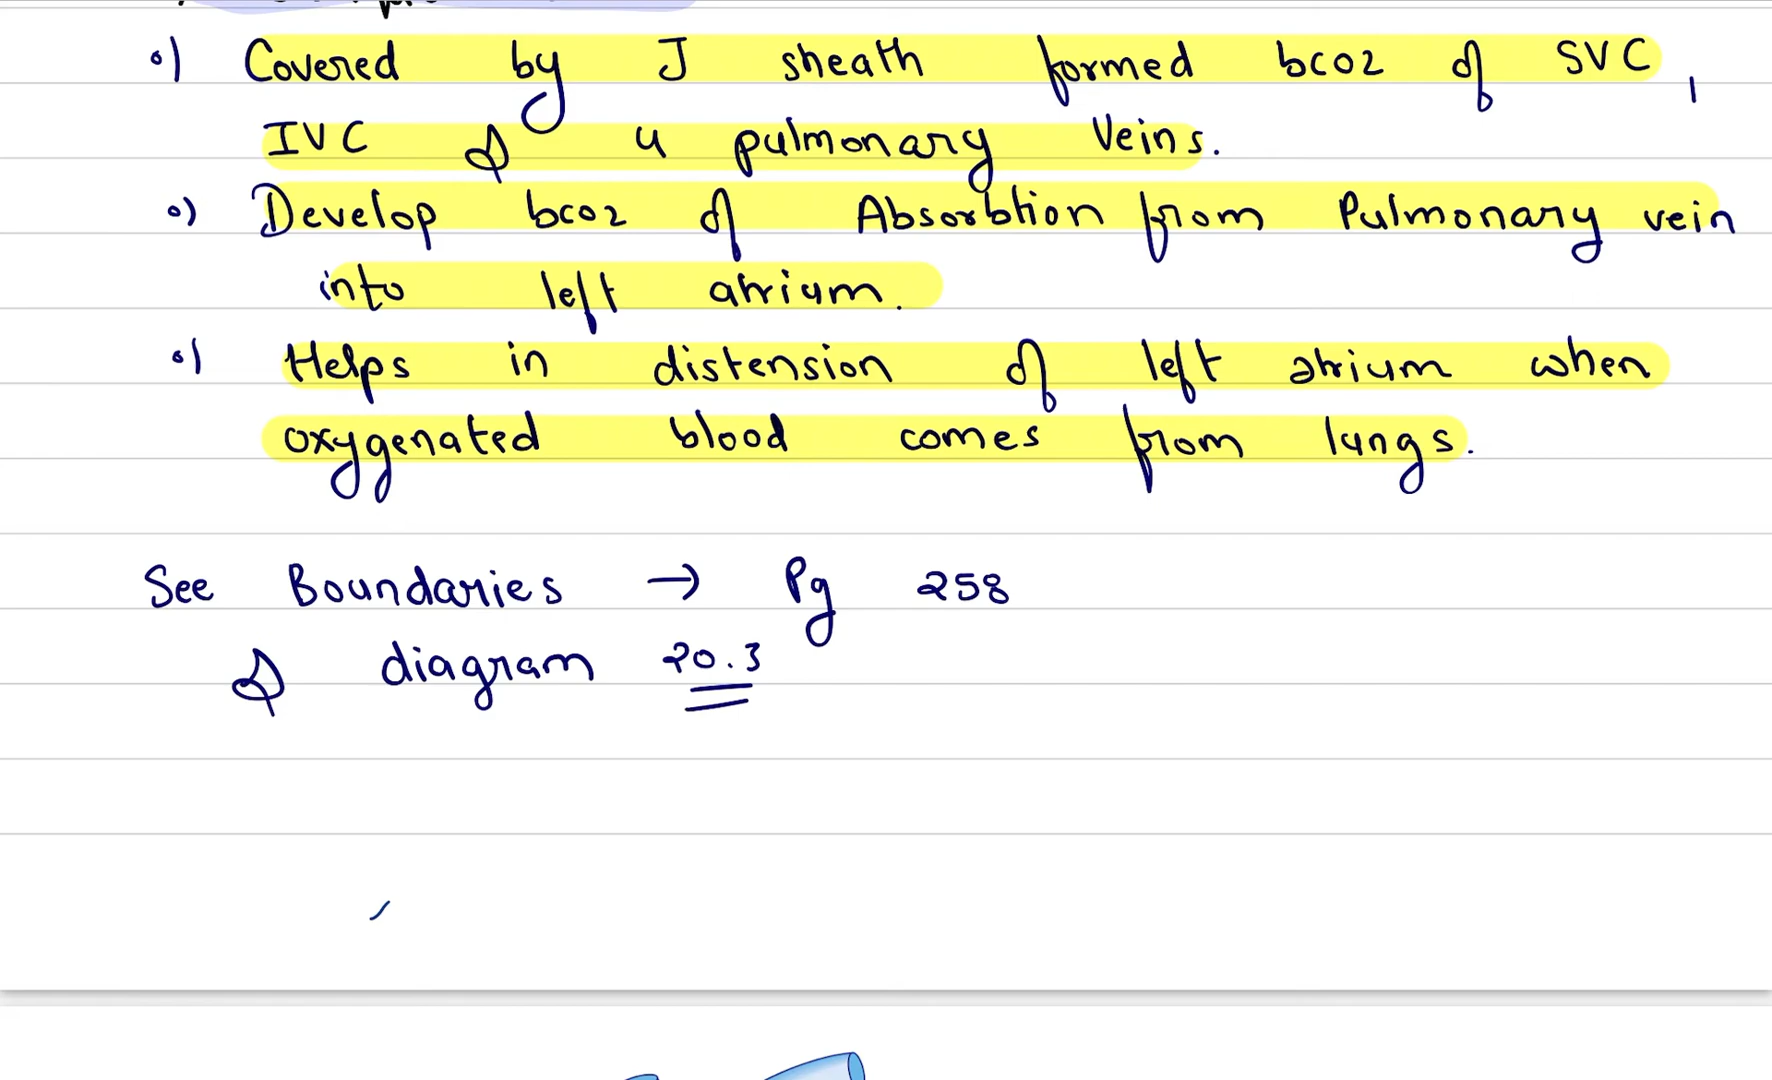 •) Covered by J sheath formed bcoz of SVC,
IVC & 4 pulmonary Veins.
•) Develop bcoz of Absorbtion from Pulmonary vein
into left atrium.
•) Helps in distension of left atrium when
oxygenated blood comes from lungs.
See Boundaries → Pg 258
& diagram 20.3